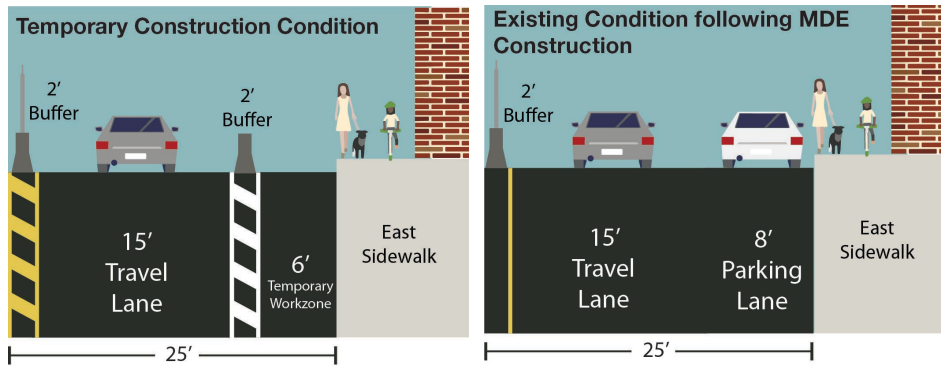 Temporary Construction Condition
2’
Buffer
2’
Buffer
15’
Travel
Lane
6’
Temporary
Workzone
East
Sidewalk
25’
Existing Condition following MDE
Construction
2’
Buffer
15’
Travel
Lane
8’
Parking
Lane
East
Sidewalk
25’